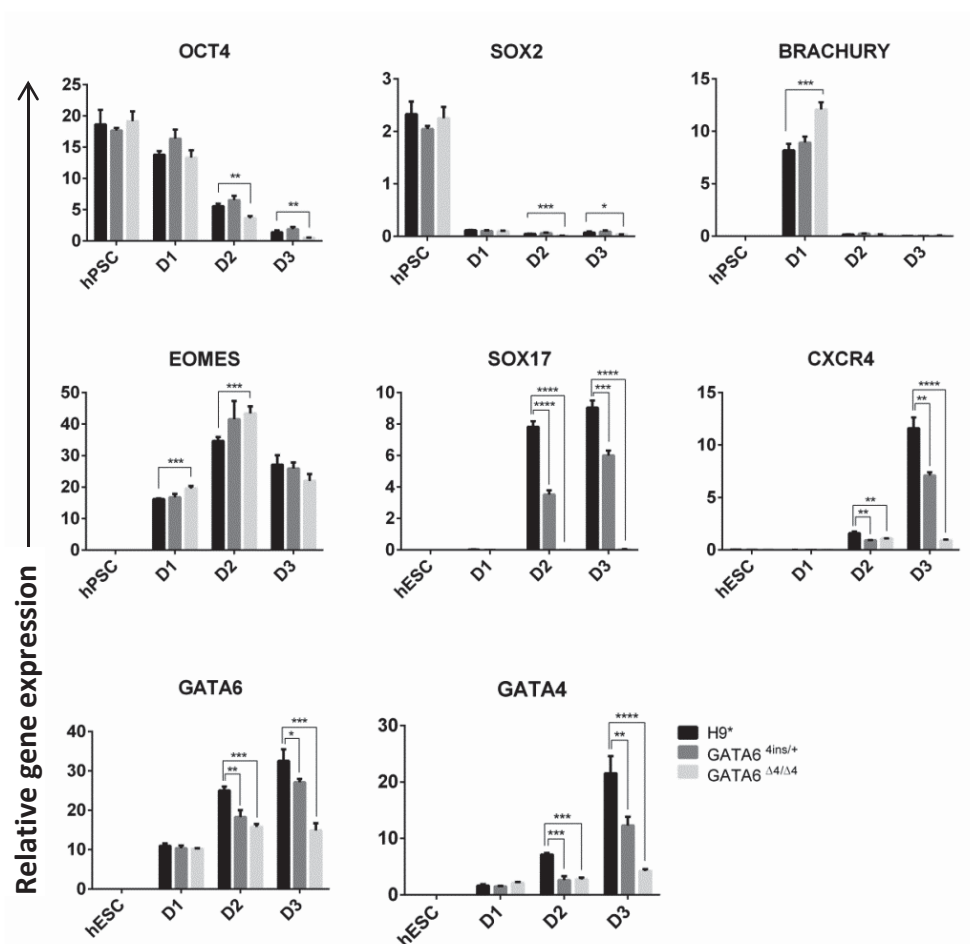 OCT4
25
20
15
10
5
0
**
**
hPSC
D1
D2
D3
SOX2
3
2
1
0
***
*
hPSC
D1
D2
D3
BRACHURY
15
10
5
0
***
hPSC
D1
D2
D3
EOMES
50
40
30
20
10
0
***
***
hPSC
D1
D2
D3
SOX17
10
8
6
4
2
0
****
****
****
***
hESC
D1
D2
D3
CXCR4
15
10
5
0
**
**
****
**
hESC
D1
D2
D3
GATA6
40
30
20
10
0
***
**
***
*
hESC
D1
D2
D3
GATA4
30
20
10
0
***
***
****
**
hESC
D1
D2
D3
H9*
GATA6 4ins/+
GATA6 Δ4/Δ4
Relative gene expression